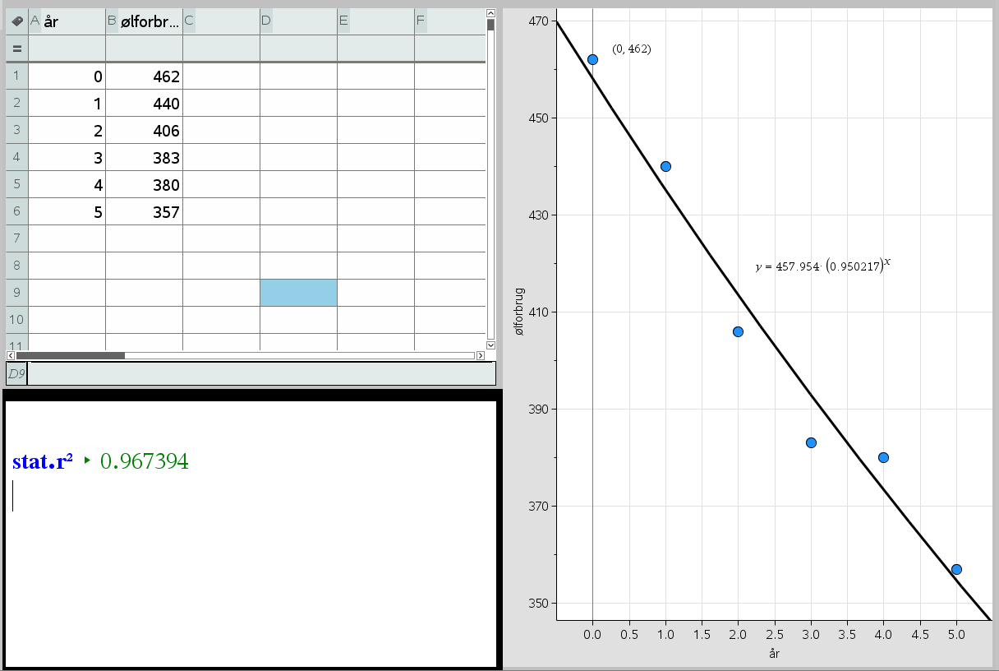 A år B ølforbr... C D E F
=
1 0 462
2 1 440
3 2 406
4 3 383
5 4 380
6 5 357
7
8
9
10
11
D9
stat.r² ▸ 0.967394
470
450
430
410
390
370
350
ølforbrug
(0, 462)
y = 457.954· (0.950217)^x
0.0 0.5 1.0 1.5 2.0 2.5 3.0 3.5 4.0 4.5 5.0
år